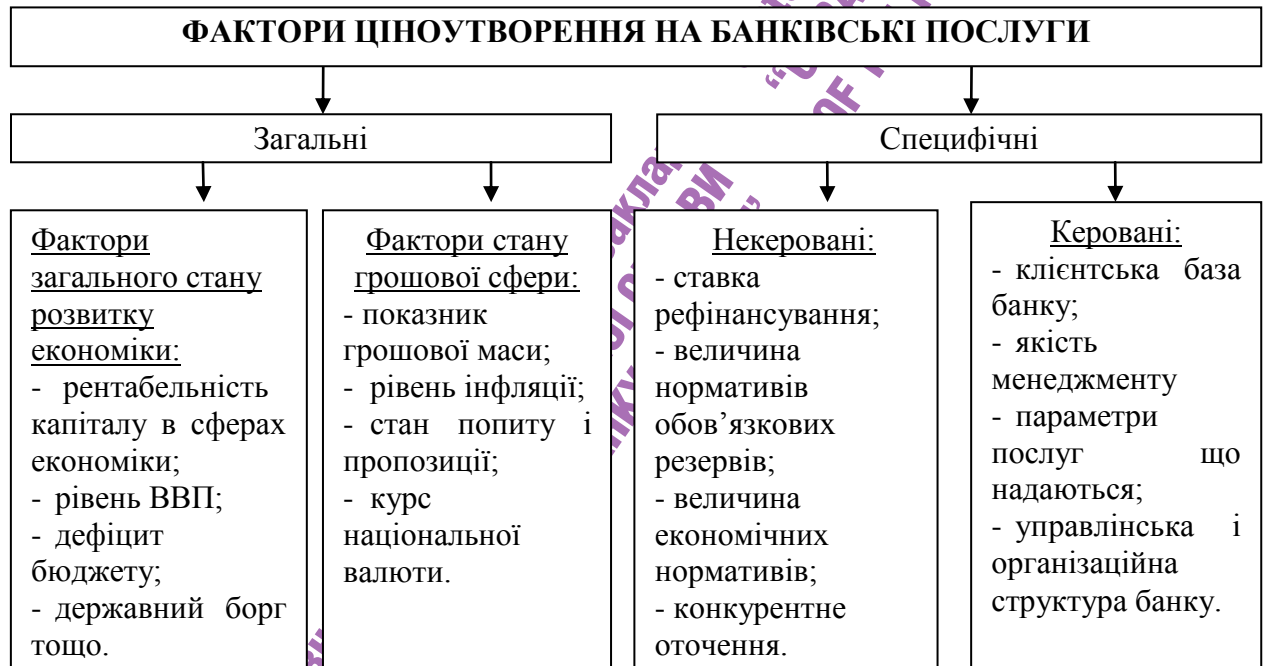 ФАКТОРИ ЦІНОУТВОРЕННЯ НА БАНКІВСЬКІ ПОСЛУГИ
Загальні
Специфічні
Фактори
загального стану
розвитку
економіки:
- рентабельність
капіталу в сферах
економіки;
- рівень ВВП;
- дефіцит
бюджету;
- державний борг
тощо.
Фактори стану
грошової сфери:
- показник
грошової маси;
- рівень інфляції;
- стан попиту і
пропозиції;
- курс
національної
валюти.
Некеровані:
- ставка
рефінансування;
- величина
нормативів
обов’язкових
резервів;
- величина
економічних
нормативів;
- конкурентне
оточення.
Керовані:
- клієнтська база
банку;
- якість
менеджменту
- параметри
послуг що
надаються;
- управлінська і
організаційна
структура банку.
OF